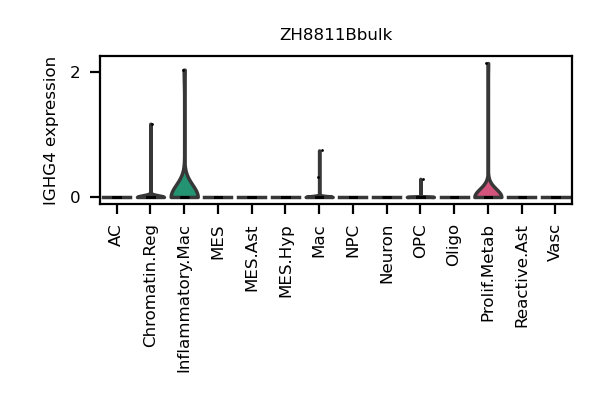 ZH8811Bbulk
IGHG4 expression
2
0
AC
Chromatin.Reg
Inflammatory.Mac
MES
MES.Ast
MES.Hyp
Mac
NPC
Neuron
OPC
Oligo
Prolif.Metab
Reactive.Ast
Vasc